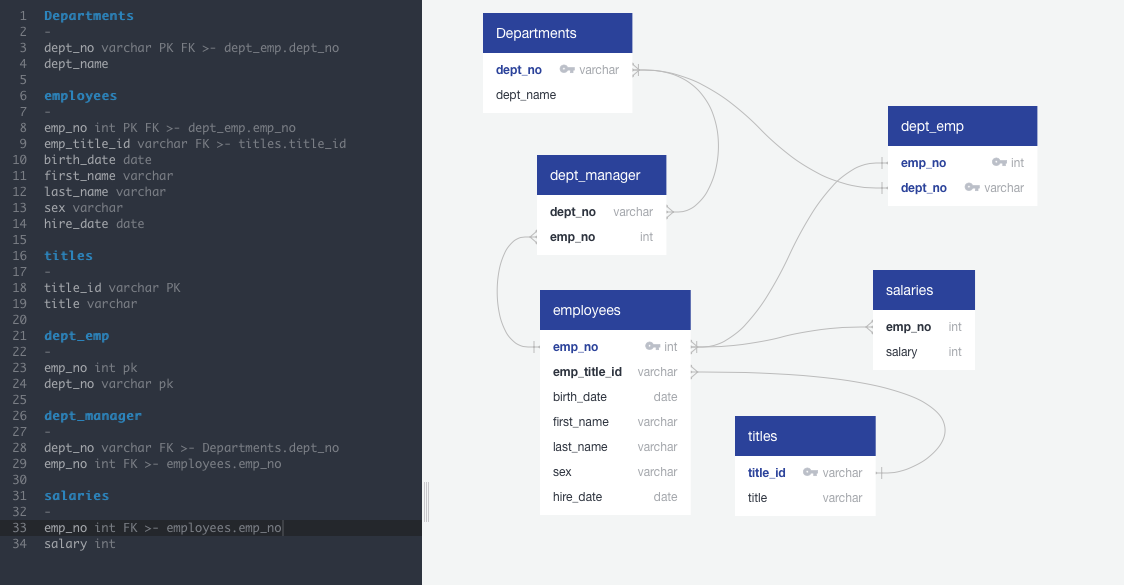 1 Departments
2 -
3 dept_no varchar PK FK >- dept_emp.dept_no
4 dept_name
5
6 employees
7 -
8 emp_no int PK FK >- dept_emp.emp_no
9 emp_title_id varchar FK >- titles.title_id
10 birth_date date
11 first_name varchar
12 last_name varchar
13 sex varchar
14 hire_date date
15
16 titles
17 -
18 title_id varchar PK
19 title varchar
20
21 dept_emp
22 -
23 emp_no int pk
24 dept_no varchar pk
25
26 dept_manager
27 -
28 dept_no varchar FK >- Departments.dept_no
29 emp_no int FK >- employees.emp_no
30
31 salaries
32 -
33 emp_no int FK >- employees.emp_no
34 salary int
Departments
dept_no varchar
dept_name
dept_emp
emp_no int
dept_no varchar
dept_manager
dept_no varchar
emp_no int
salaries
emp_no int
salary int
employees
emp_no int
emp_title_id varchar
birth_date date
first_name varchar
last_name varchar
sex varchar
hire_date date
titles
title_id varchar
title varchar